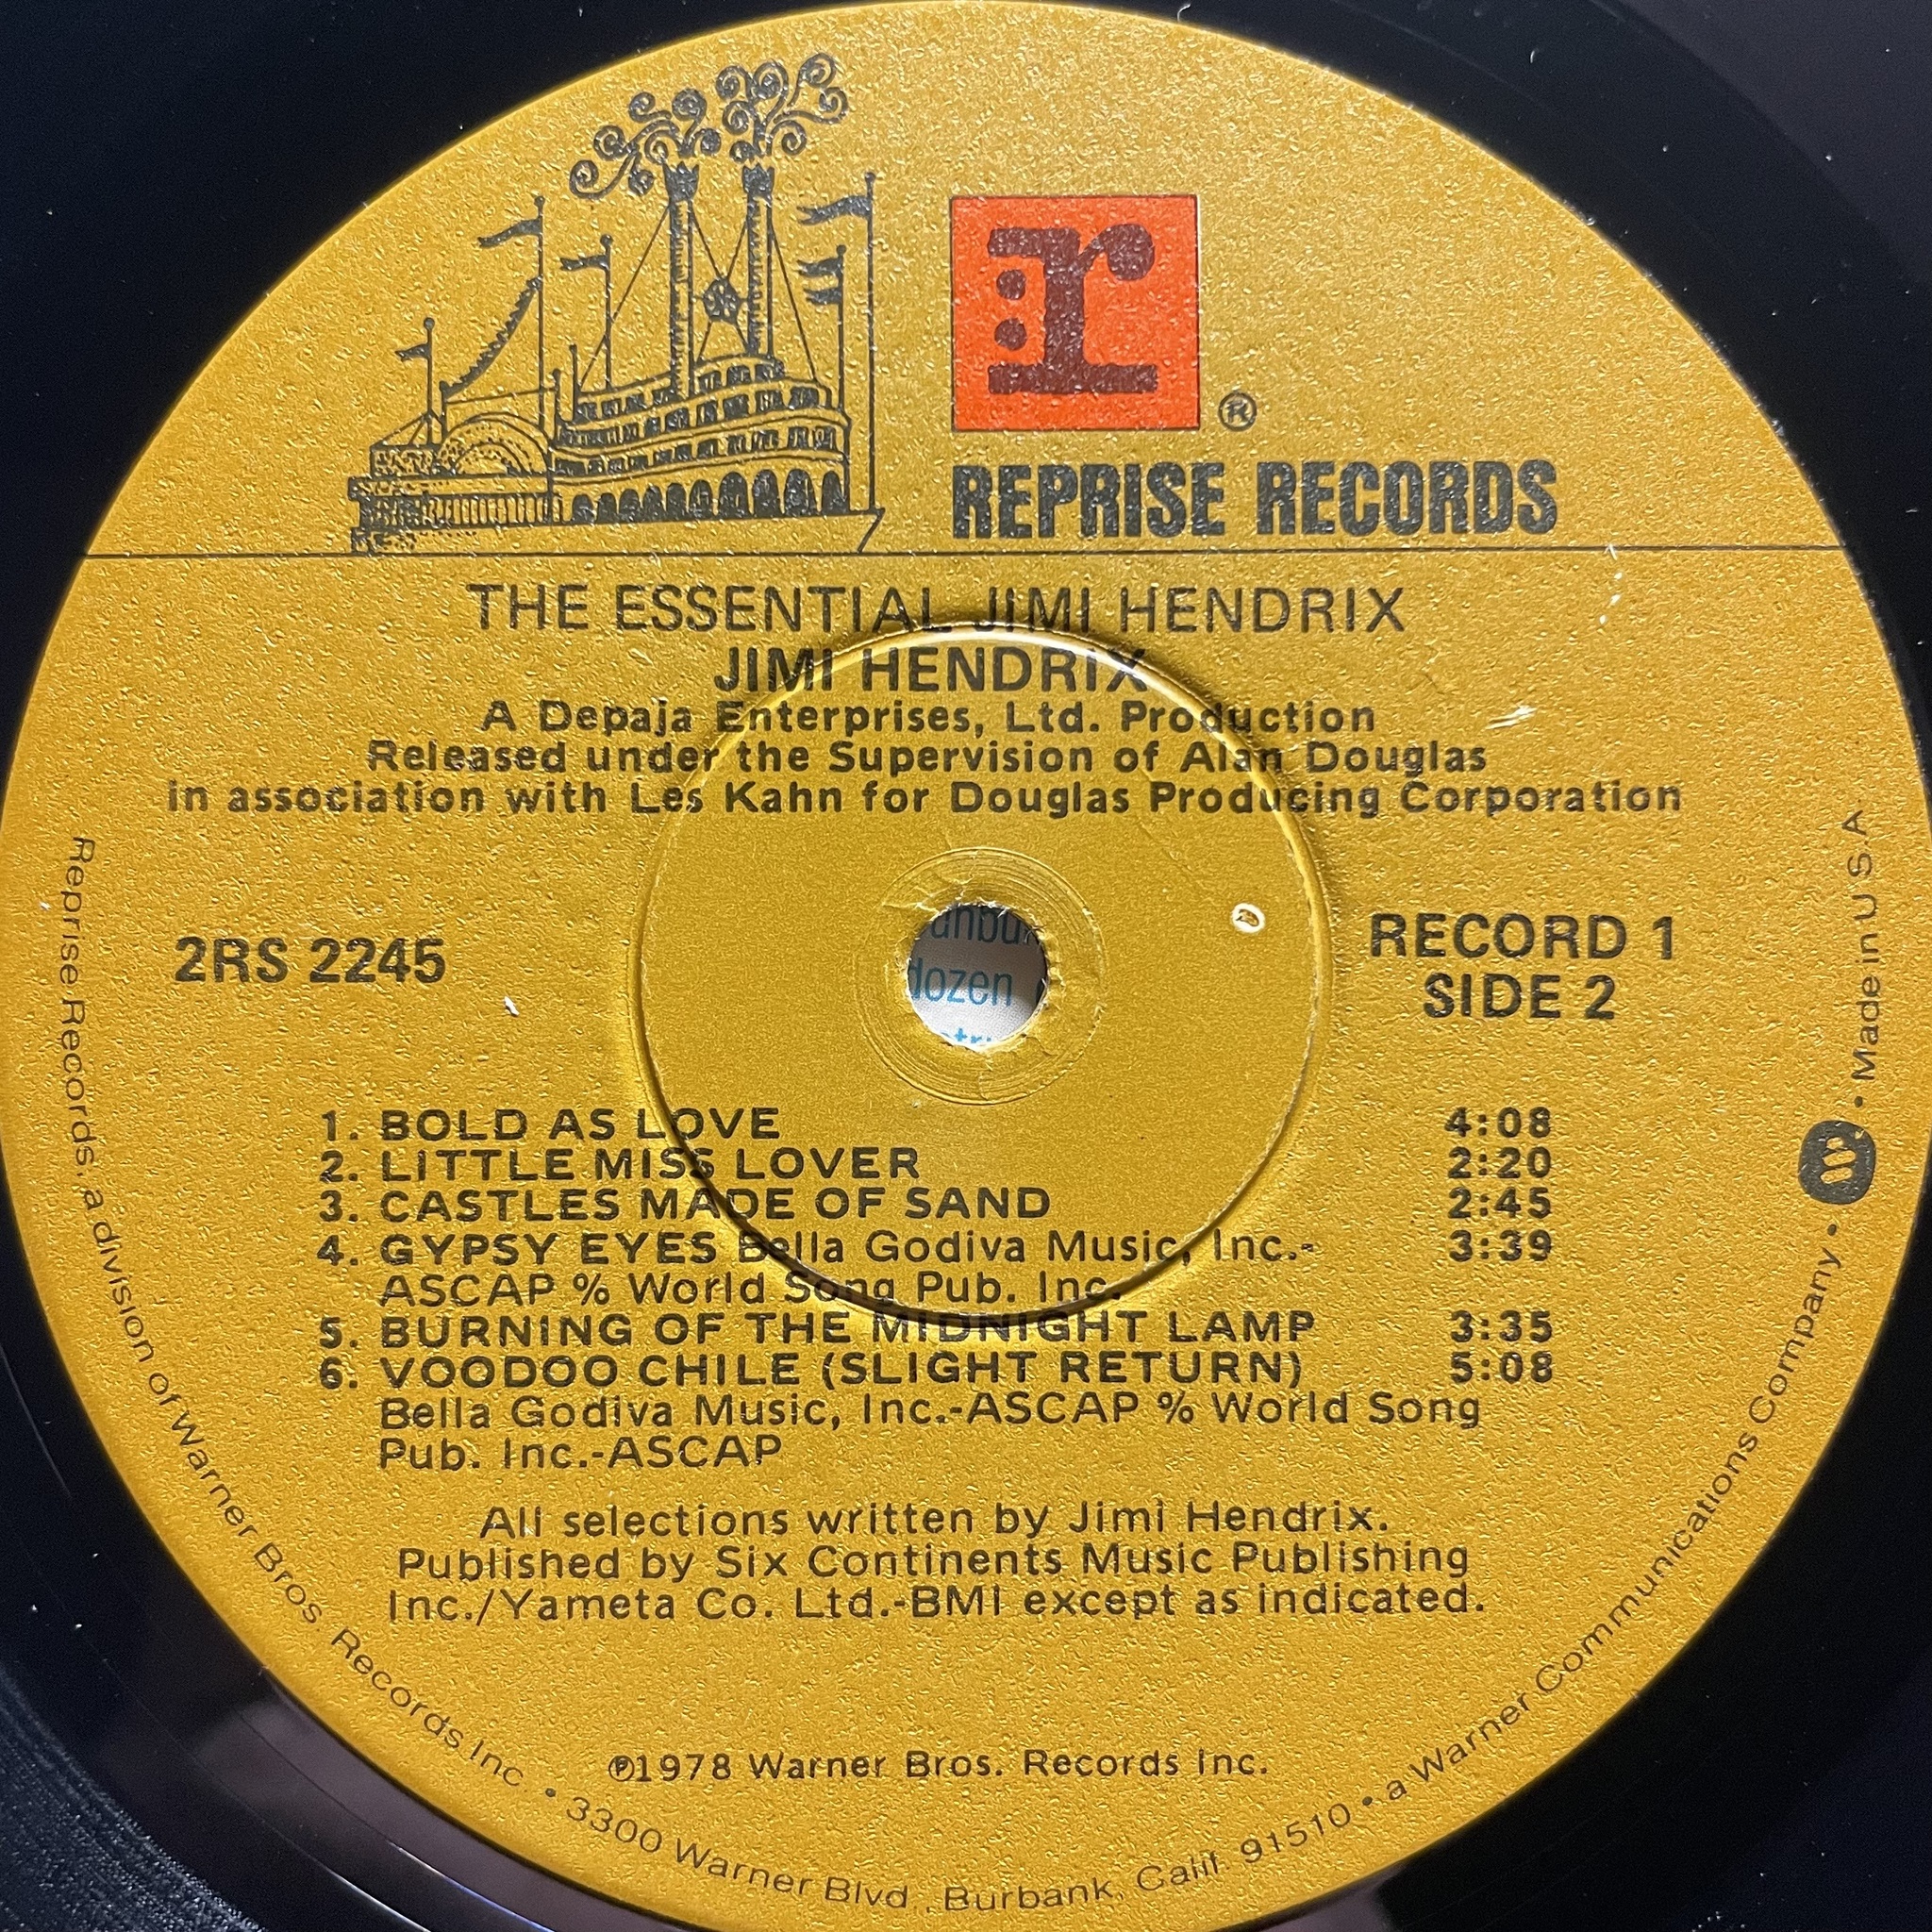 r
®
REPRISE RECORDS
THE ESSENTIAL JIMI HENDRIX
JIMI HENDRIX
A Depaja Enterprises, Ltd. Production
Released under the Supervision of Alan Douglas
in association with Les Kahn for Douglas Producing Corporation
2RS 2245
RECORD 1
SIDE 2
dozen
1. BOLD AS LOVE 4:08
2. LITTLE MISS LOVER 2:20
3. CASTLES MADE OF SAND 2:45
4. GYPSY EYES Bella Godiva Music, Inc.- 3:39
ASCAP % World Song Pub. Inc.
5. BURNING OF THE MIDNIGHT LAMP 3:35
6. VOODOO CHILE (SLIGHT RETURN) 5:08
Bella Godiva Music, Inc.-ASCAP % World Song
Pub. Inc.-ASCAP
All selections written by Jimi Hendrix.
Published by Six Continents Music Publishing
Inc./Yameta Co. Ltd.-BMI except as indicated.
℗1978 Warner Bros. Records Inc.
Reprise Records, a division of Warner Bros. Records Inc. • 3300 Warner Blvd., Burbank, Calif. 91510 • a Warner Communications Company • W • Made in U.S.A